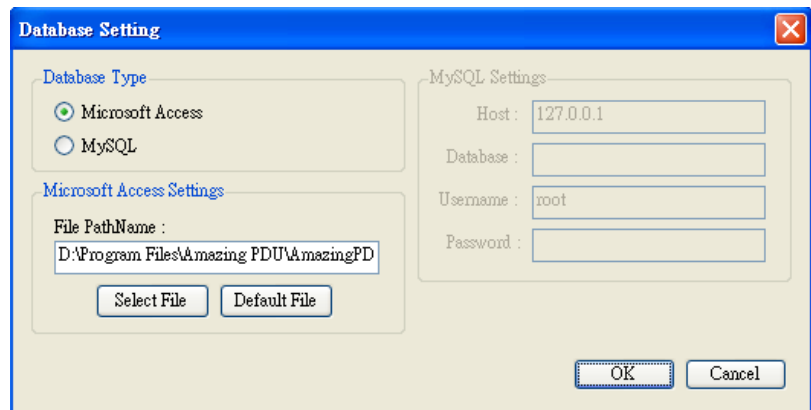 Database Setting
Database Type
Microsoft Access
MySQL
Microsoft Access Settings
File PathName :
D:\Program Files\Amazing PDU\AmazingPD
Select File
Default File
MySQL Settings
Host : 127.0.0.1
Database :
Username : root
Password :
OK
Cancel